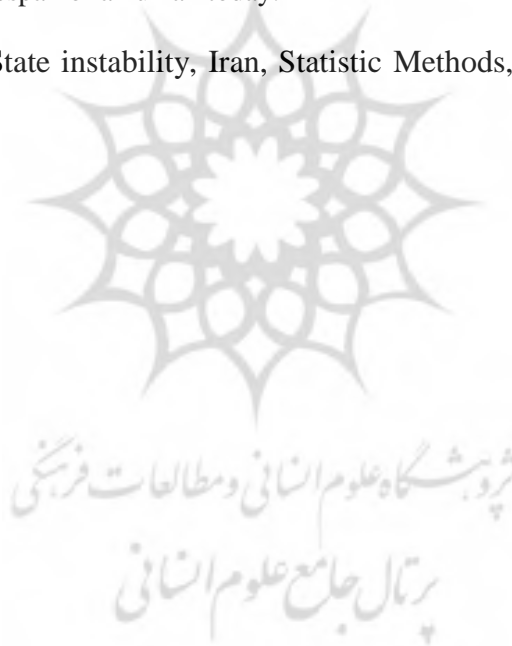 State instability, Iran, Statistic Methods,
پژوهشگاه علوم انسانی و مطالعات فرهنگی
پرتال جامع علوم انسانی